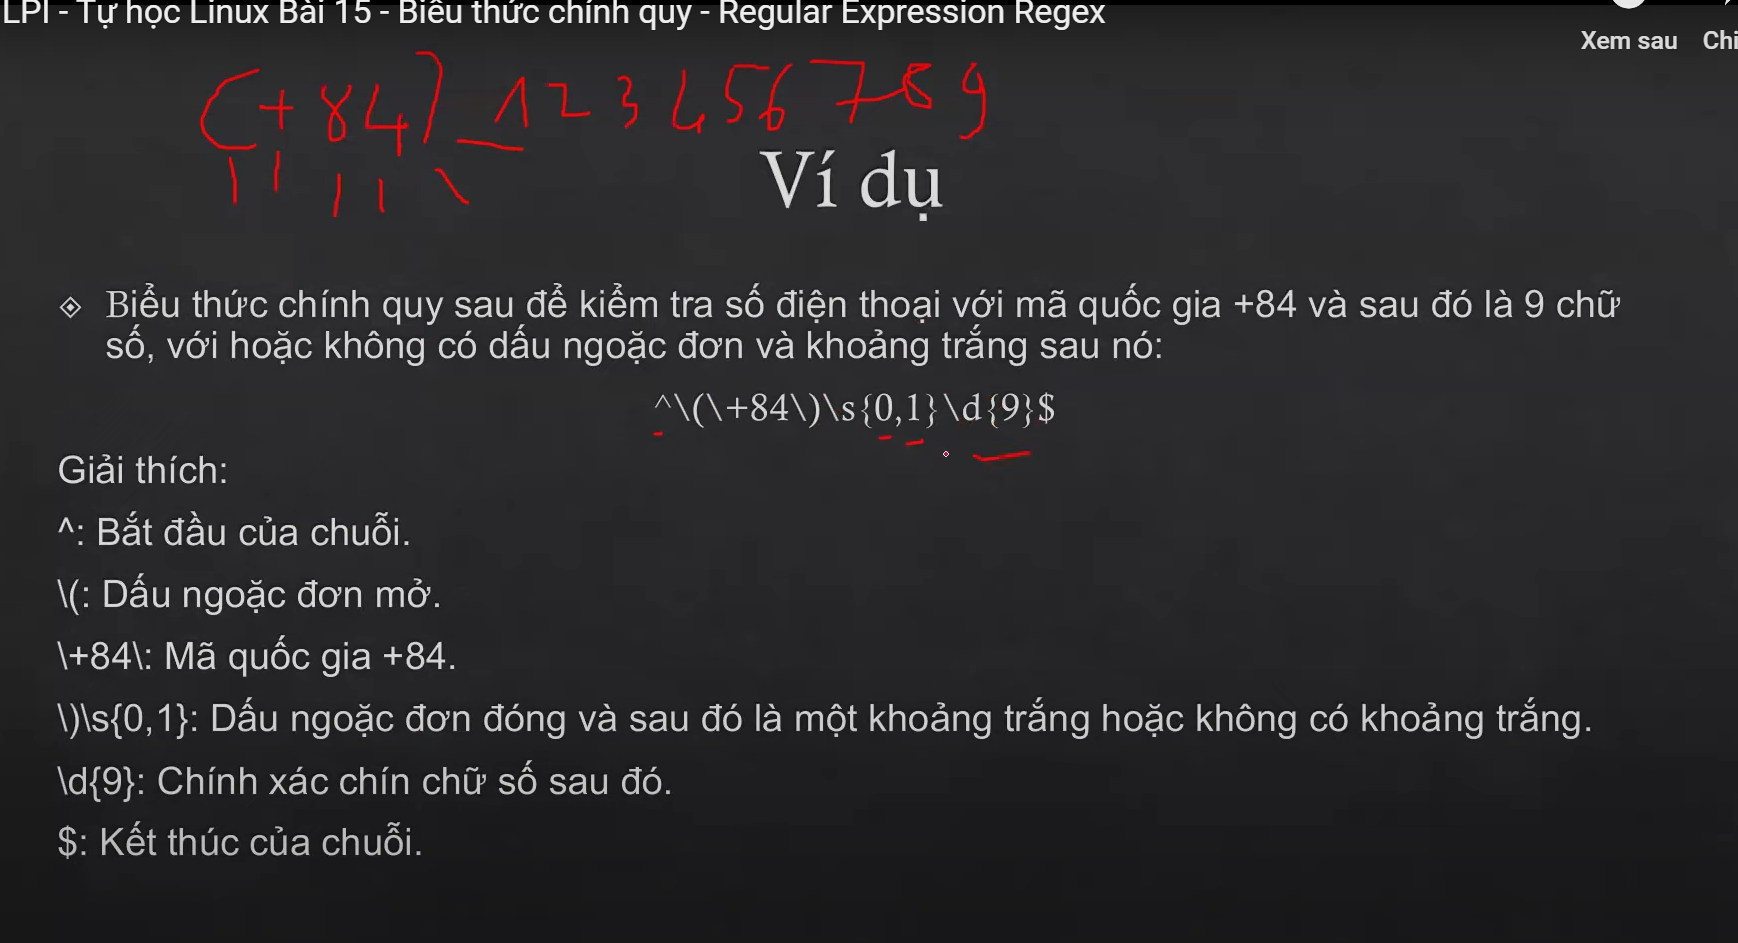 LPI - Tự học Linux Bài 15 - Biểu thức chính quy - Regular Expression Regex
Xem sau Chi
(+84)_123456789
Ví dụ
Biểu thức chính quy sau để kiểm tra số điện thoại với mã quốc gia +84 và sau đó là 9 chữ
số, với hoặc không có dấu ngoặc đơn và khoảng trắng sau nó:
^\(\+84\)\s{0,1}\d{9}$
Giải thích:
^: Bắt đầu của chuỗi.
\(: Dấu ngoặc đơn mở.
\+84\: Mã quốc gia +84.
\)\s{0,1}: Dấu ngoặc đơn đóng và sau đó là một khoảng trắng hoặc không có khoảng trắng.
\d{9}: Chính xác chín chữ số sau đó.
$: Kết thúc của chuỗi.